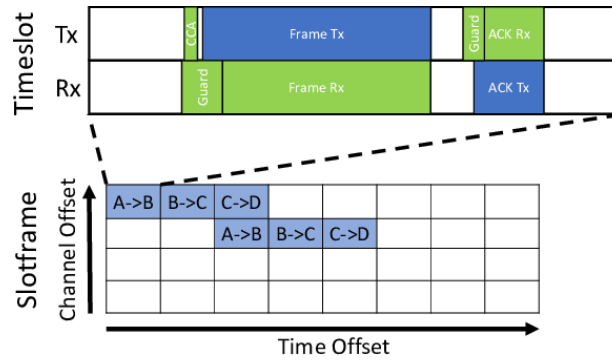 Timeslot
Tx
CCA
Frame Tx
Guard
ACK Rx
Rx
Guard
Frame Rx
ACK Tx
Slotframe
Channel Offset
A->B B->C C->D
A->B B->C C->D
Time Offset